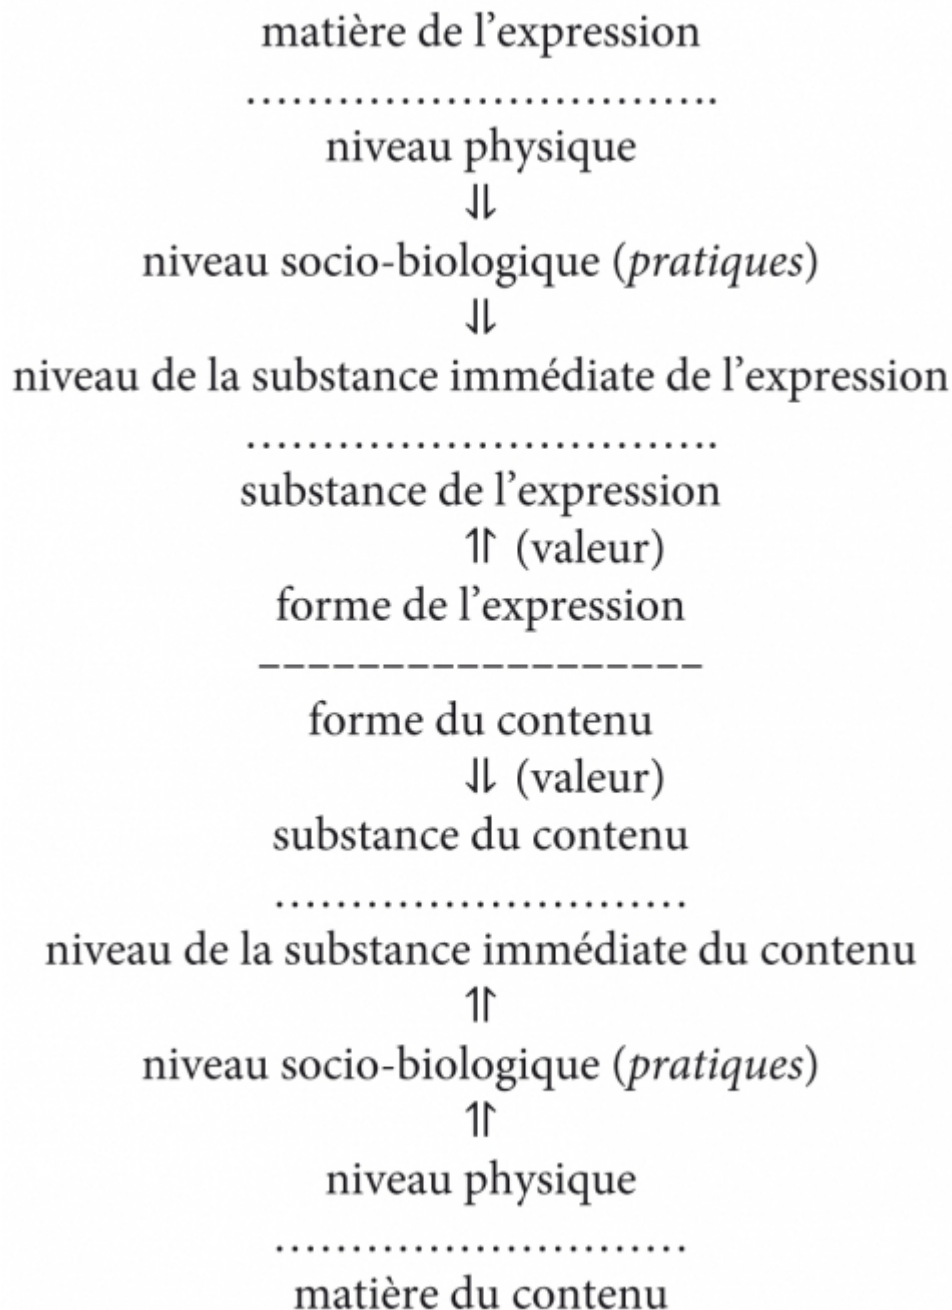 matière de l’expression
…………………………
niveau physique
⥥
niveau socio-biologique (pratiques)
⥥
niveau de la substance immédiate de l’expression
…………………………
substance de l’expression
⥣ (valeur)
forme de l’expression
––––––––––––––––––
forme du contenu
⥥ (valeur)
substance du contenu
………………………
niveau de la substance immédiate du contenu
⥣
niveau socio-biologique (pratiques)
⥣
niveau physique
………………………
matière du contenu